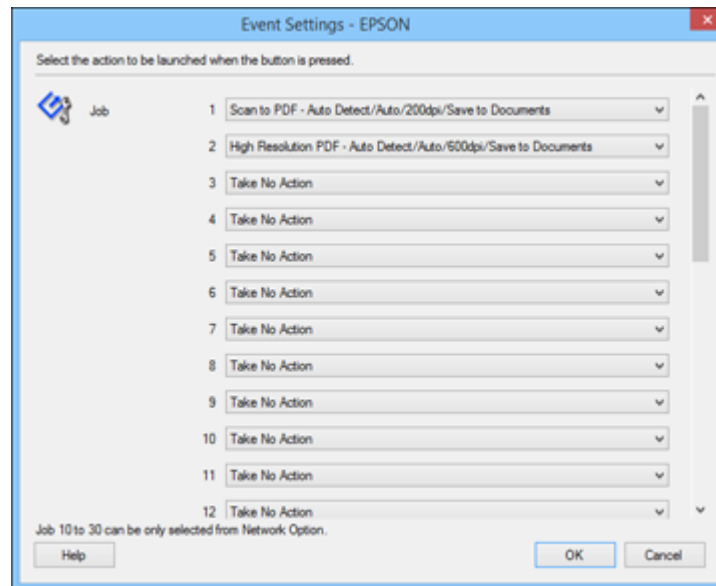 Event Settings - EPSON
Select the action to be launched when the button is pressed.
Job
1 Scan to PDF - Auto Detect/Auto/200dpi/Save to Documents
2 High Resolution PDF - Auto Detect/Auto/600dpi/Save to Documents
3 Take No Action
4 Take No Action
5 Take No Action
6 Take No Action
7 Take No Action
8 Take No Action
9 Take No Action
10 Take No Action
11 Take No Action
12 Take No Action
Job 10 to 30 can be only selected from Network Option.
Help OK Cancel